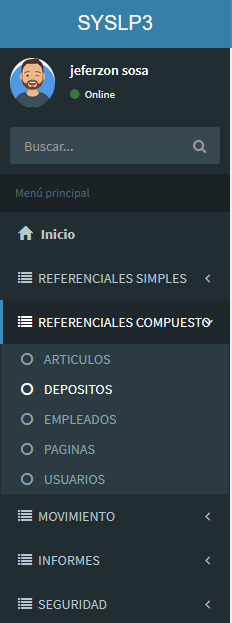 SYSLP3
jeferzon sosa
Online
Buscar...
Menú principal
Inicio
REFERENCIALES SIMPLES
REFERENCIALES COMPUESTO
ARTICULOS
DEPOSITOS
EMPLEADOS
PAGINAS
USUARIOS
MOVIMIENTO
INFORMES
SEGURIDAD